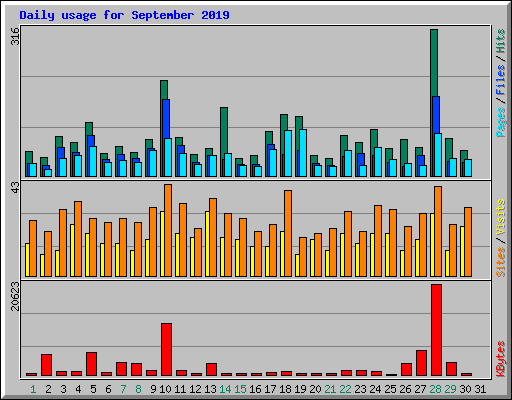 Daily usage for September 2019
316
Pages / Files / Hits
43
Sites / Visits
20623
KBytes
1 2 3 4 5 6 7 8 9 10 11 12 13 14 15 16 17 18 19 20 21 22 23 24 25 26 27 28 29 30 31